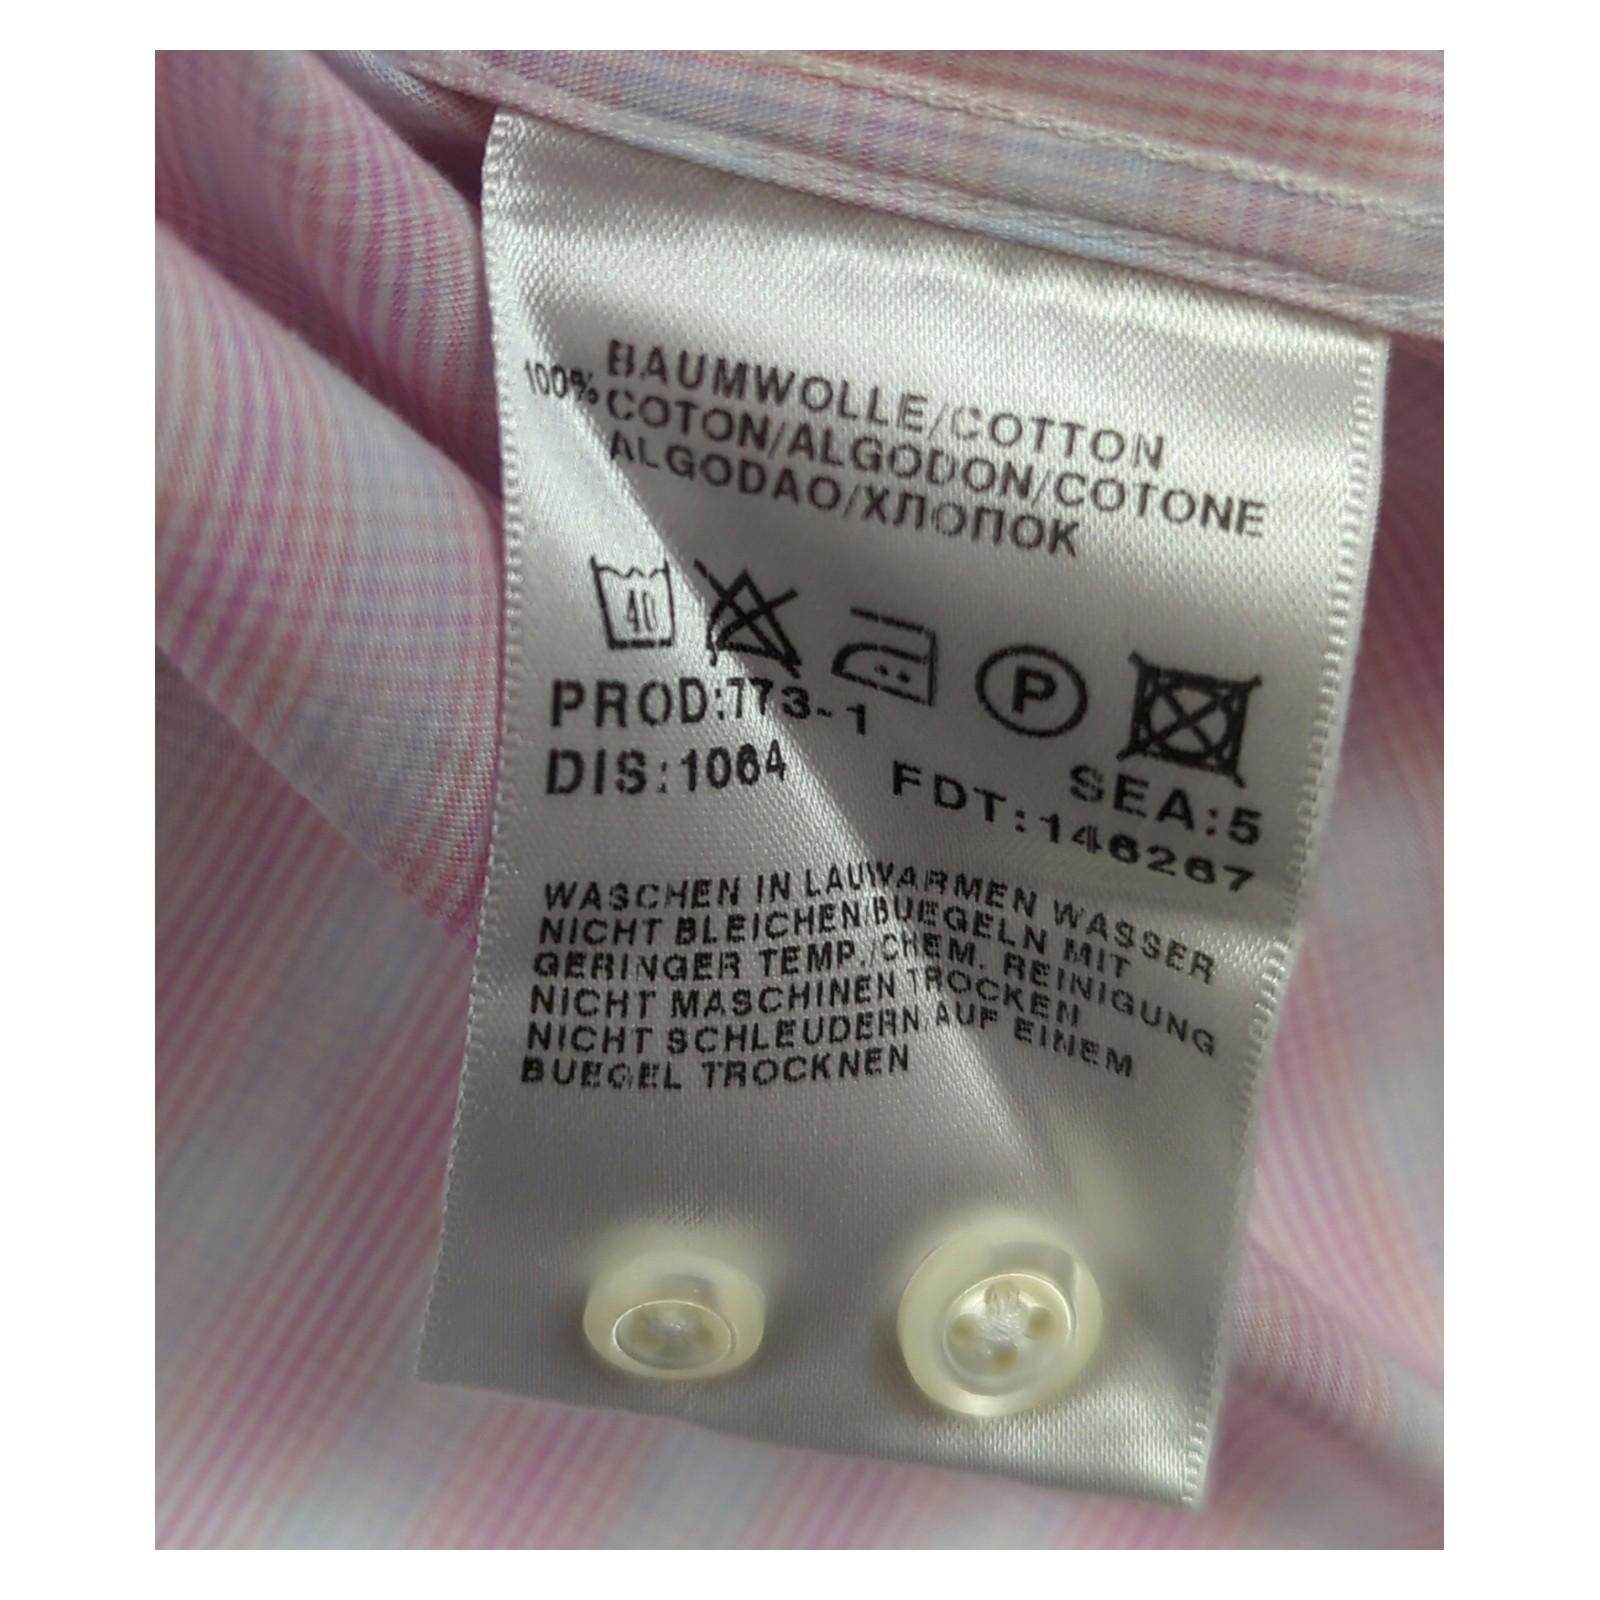 BAUMWOLLE/COTTON
100% COTON/ALGODON/COTONE
ALGODAO/ХЛОПОК
40 P
PROD:773-1 SEA:5
DIS:1064 FDT:146267
WASCHEN IN LAUWARMEN WASSER
NICHT BLEICHEN/BUEGELN MIT
GERINGER TEMP./CHEM. REINIGUNG
NICHT MASCHINEN TROCKEN
NICHT SCHLEUDERN/AUF EINEM
BUEGEL TROCKNEN